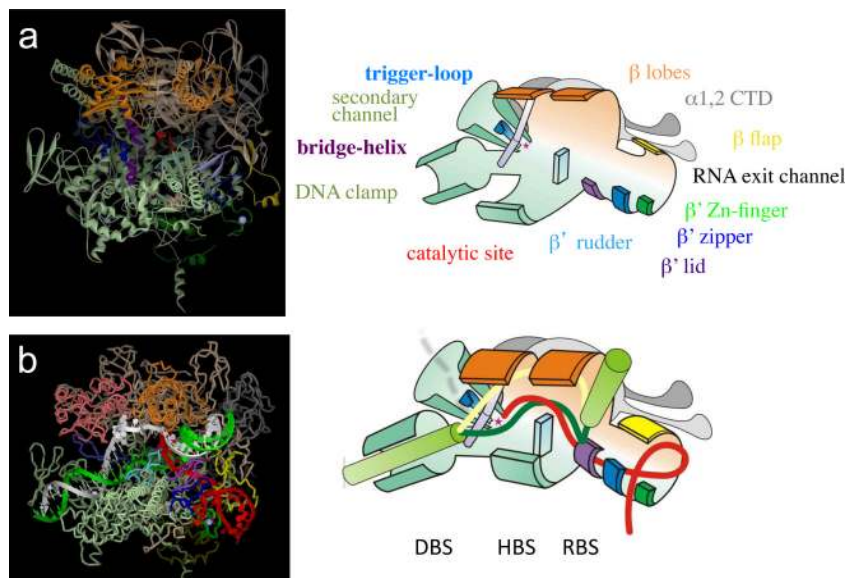 a
trigger-loop
β lobes
secondary
channel
α1,2 CTD
β flap
bridge-helix
RNA exit channel
DNA clamp
β' Zn-finger
β' rudder
β' zipper
catalytic site
β' lid
b
DBS
HBS
RBS